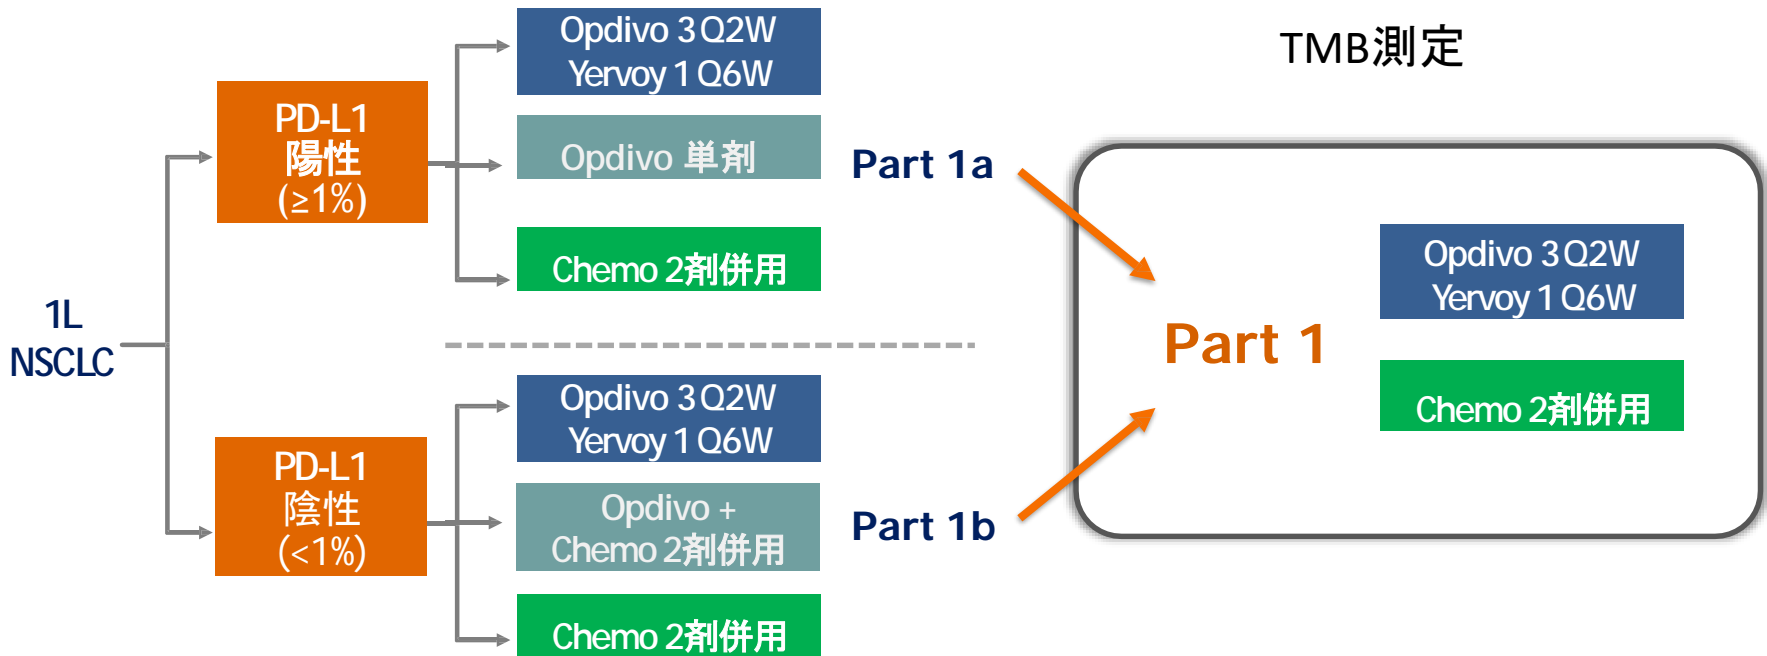 1L
NSCLC
PD-L1
陽性
(≥1%)
Opdivo 3 Q2W
Yervoy 1 Q6W
Opdivo 単剤
Chemo 2剤併用
Part 1a
PD-L1
陰性
(<1%)
Opdivo 3 Q2W
Yervoy 1 Q6W
Opdivo +
Chemo 2剤併用
Chemo 2剤併用
Part 1b
TMB測定
Part 1
Opdivo 3 Q2W
Yervoy 1 Q6W
Chemo 2剤併用